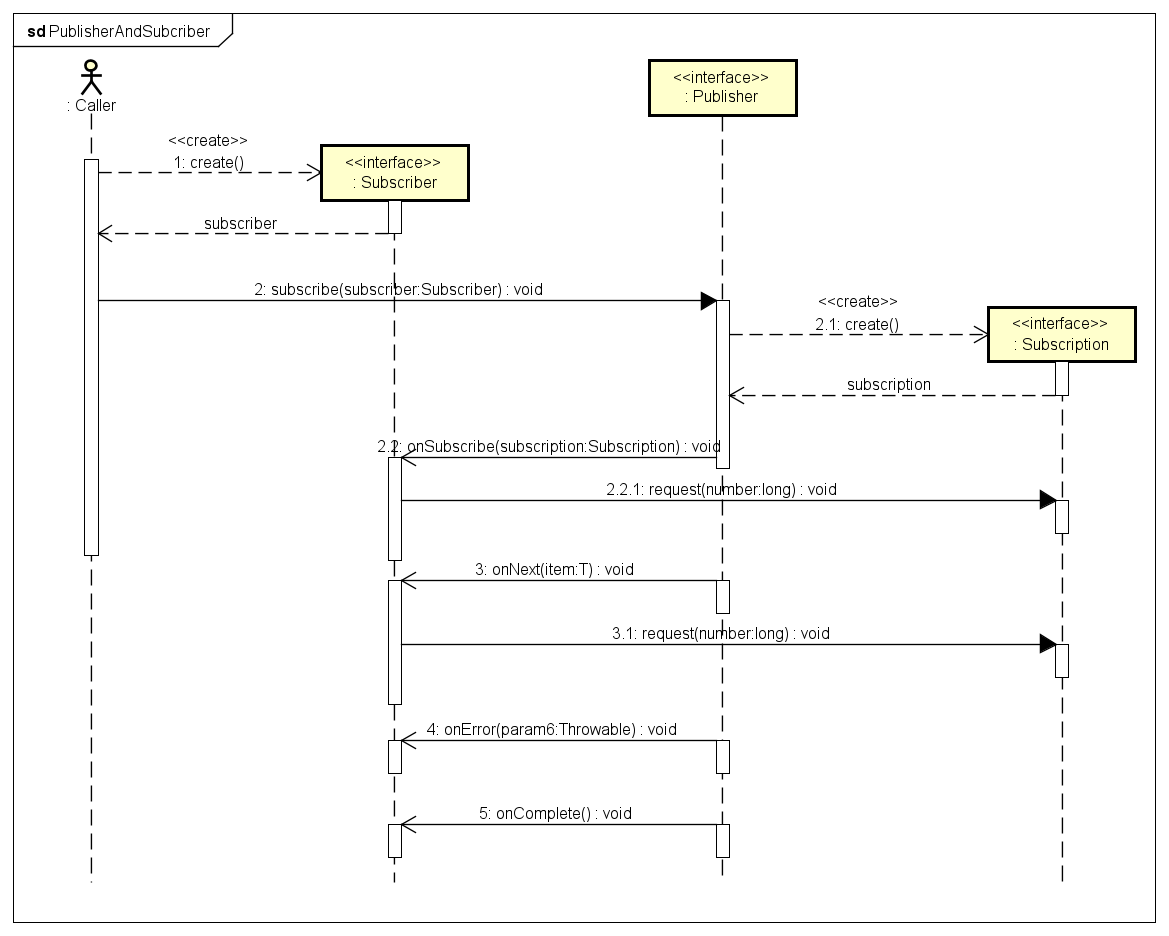 sd PublisherAndSubcriber
: Caller
<<interface>>
: Publisher
<<create>>
1: create()
<<interface>>
: Subscriber
subscriber
2: subscribe(subscriber:Subscriber) : void
<<create>>
2.1: create()
<<interface>>
: Subscription
subscription
2.2: onSubscribe(subscription:Subscription) : void
2.2.1: request(number:long) : void
3: onNext(item:T) : void
3.1: request(number:long) : void
4: onError(param6:Throwable) : void
5: onComplete() : void